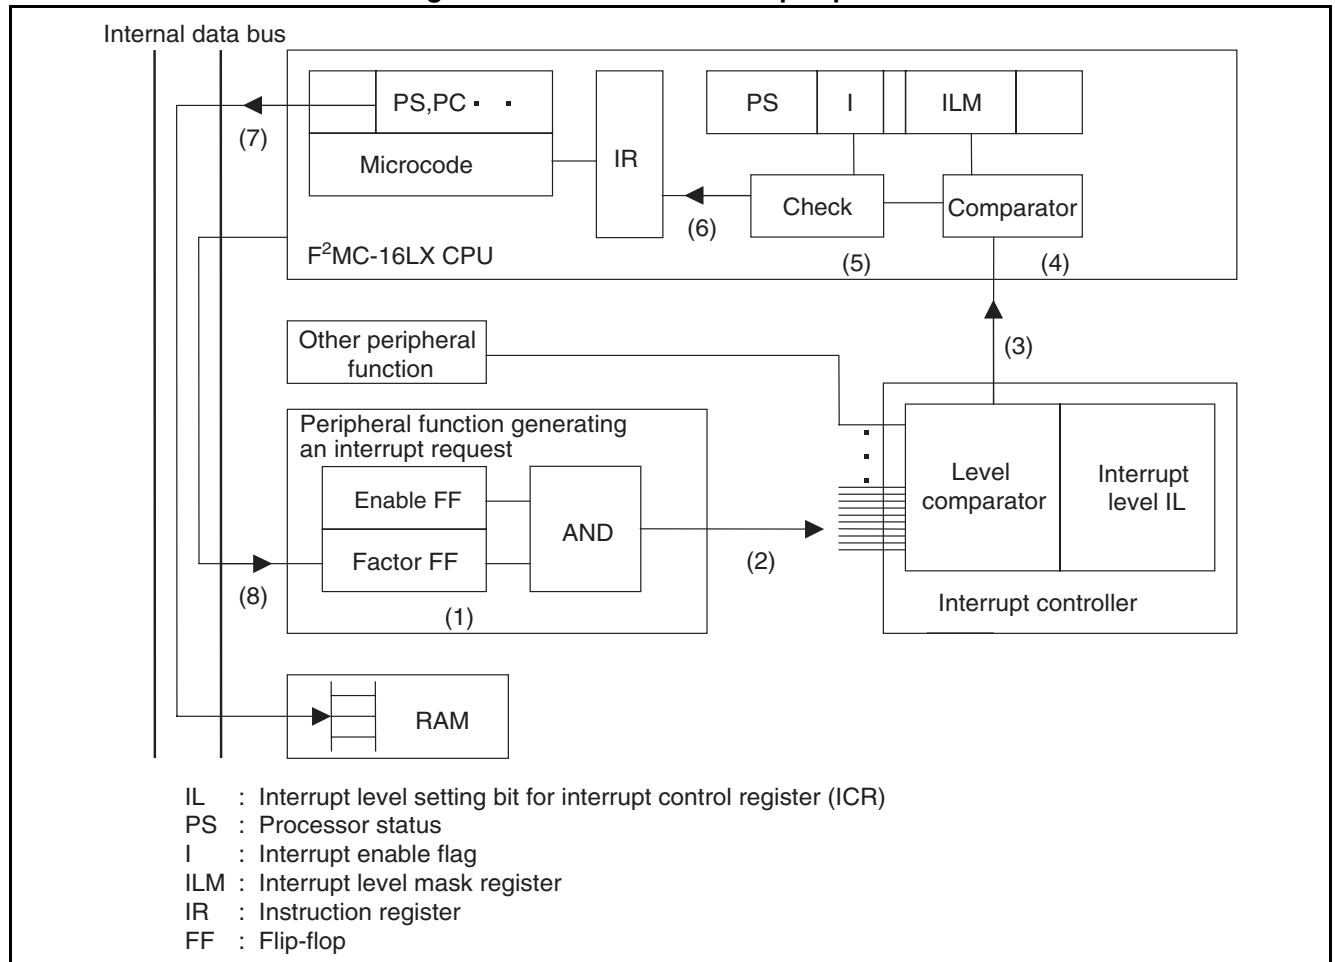 Internal data bus
PS,PC · ·
Microcode
IR
PS
I
ILM
(7)
Check
Comparator
(6)
(5)
(4)
F²MC-16LX CPU
Other peripheral
function
(3)
Peripheral function generating
an interrupt request
Enable FF
Factor FF
AND
(1)
(2)
(8)
Level
comparator
Interrupt
level IL
Interrupt controller
RAM
IL : Interrupt level setting bit for interrupt control register (ICR)
PS : Processor status
I : Interrupt enable flag
ILM : Interrupt level mask register
IR : Instruction register
FF : Flip-flop